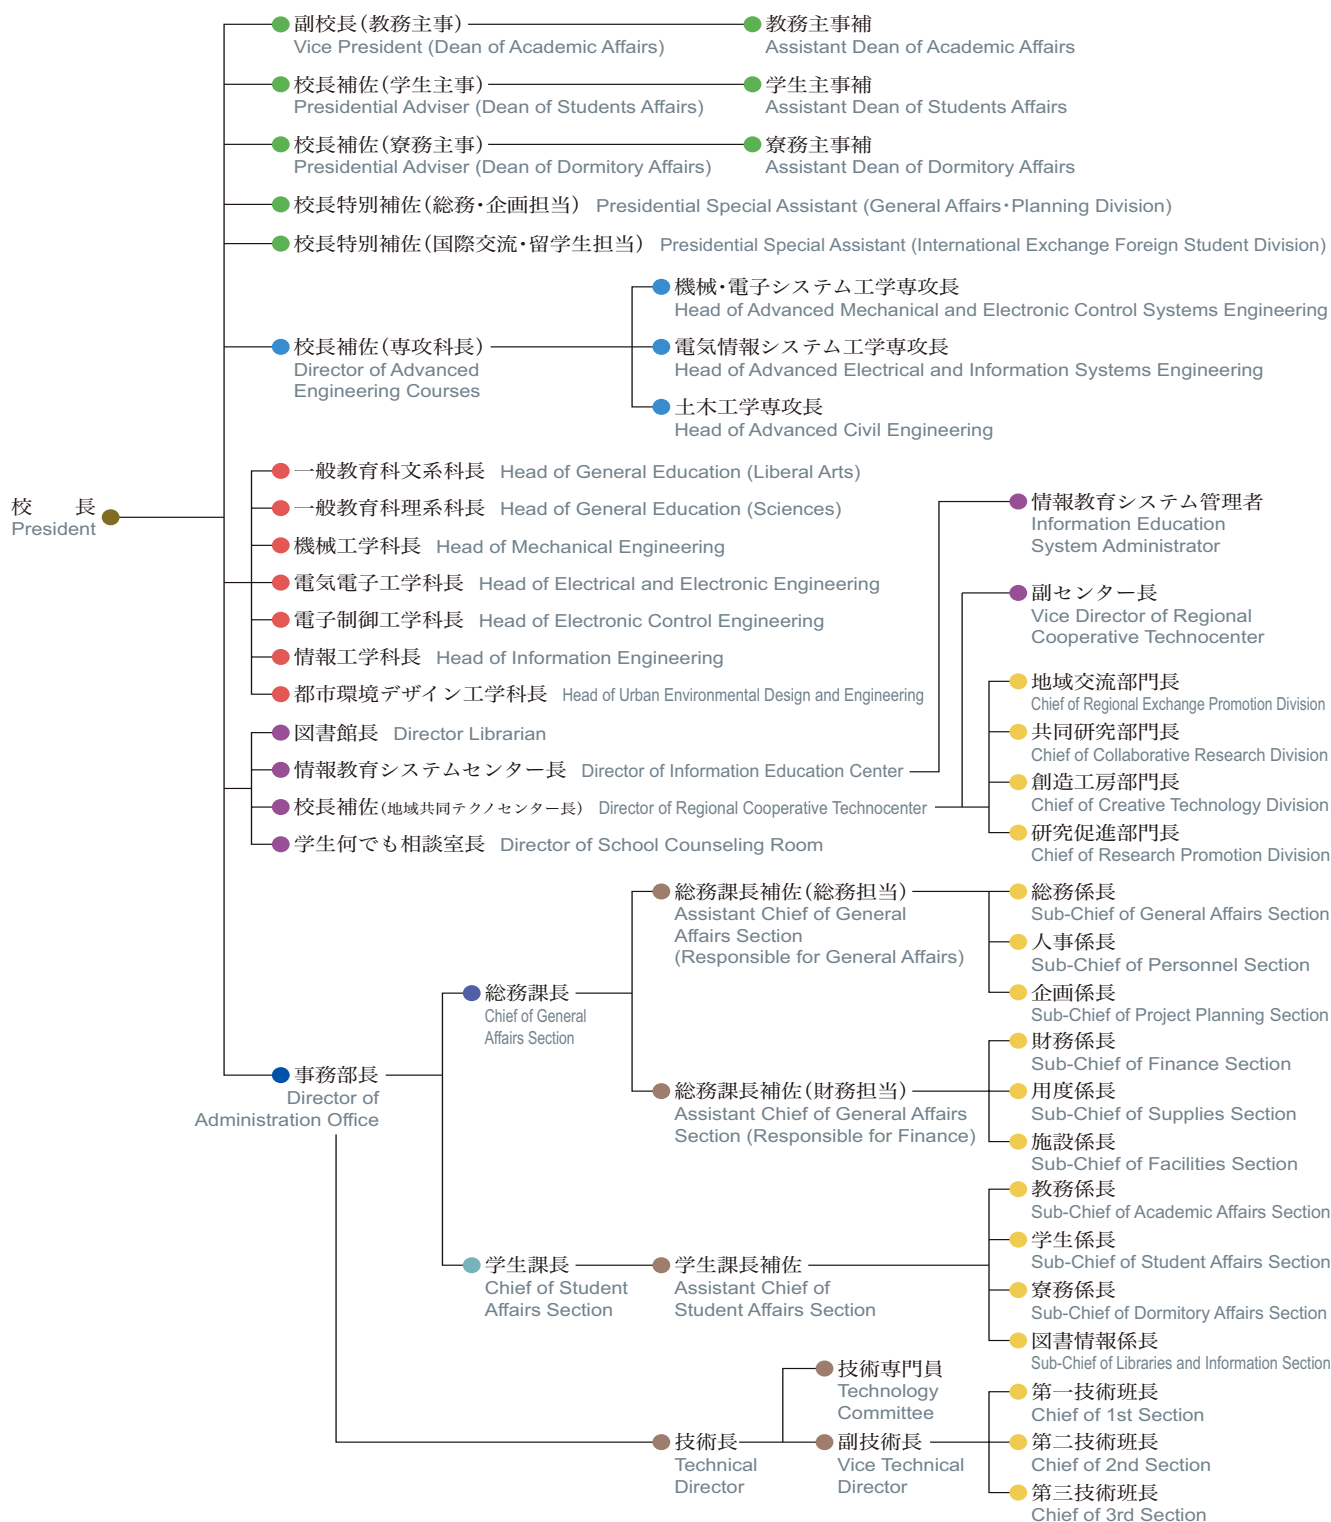 副校長(教務主事)
Vice President (Dean of Academic Affairs)
教務主事補
Assistant Dean of Academic Affairs
校長補佐(学生主事)
Presidential Adviser (Dean of Students Affairs)
学生主事補
Assistant Dean of Students Affairs
校長補佐(寮務主事)
Presidential Adviser (Dean of Dormitory Affairs)
寮務主事補
Assistant Dean of Dormitory Affairs
校長特別補佐(総務・企画担当) Presidential Special Assistant (General Affairs・Planning Division)
校長特別補佐(国際交流・留学生担当) Presidential Special Assistant (International Exchange Foreign Student Division)
校長補佐(専攻科長)
Director of Advanced
Engineering Courses
機械・電子システム工学専攻長
Head of Advanced Mechanical and Electronic Control Systems Engineering
電気情報システム工学専攻長
Head of Advanced Electrical and Information Systems Engineering
土木工学専攻長
Head of Advanced Civil Engineering
校 長
President
一般教育科文系科長 Head of General Education (Liberal Arts)
一般教育科理系科長 Head of General Education (Sciences)
機械工学科長 Head of Mechanical Engineering
電気電子工学科長 Head of Electrical and Electronic Engineering
電子制御工学科長 Head of Electronic Control Engineering
情報工学科長 Head of Information Engineering
都市環境デザイン工学科長 Head of Urban Environmental Design and Engineering
図書館長 Director Librarian
情報教育システムセンター長 Director of Information Education Center
校長補佐(地域共同テクノセンター長) Director of Regional Cooperative Technocenter
学生何でも相談室長 Director of School Counseling Room
情報教育システム管理者
Information Education
System Administrator
副センター長
Vice Director of Regional
Cooperative Technocenter
地域交流部門長
Chief of Regional Exchange Promotion Division
共同研究部門長
Chief of Collaborative Research Division
創造工房部門長
Chief of Creative Technology Division
研究促進部門長
Chief of Research Promotion Division
事務部長
Director of
Administration Office
総務課長
Chief of General
Affairs Section
総務課長補佐(総務担当)
Assistant Chief of General
Affairs Section
(Responsible for General Affairs)
総務係長
Sub-Chief of General Affairs Section
人事係長
Sub-Chief of Personnel Section
企画係長
Sub-Chief of Project Planning Section
総務課長補佐(財務担当)
Assistant Chief of General Affairs
Section (Responsible for Finance)
財務係長
Sub-Chief of Finance Section
用度係長
Sub-Chief of Supplies Section
施設係長
Sub-Chief of Facilities Section
学生課長
Chief of Student
Affairs Section
学生課長補佐
Assistant Chief of
Student Affairs Section
教務係長
Sub-Chief of Academic Affairs Section
学生係長
Sub-Chief of Student Affairs Section
寮務係長
Sub-Chief of Dormitory Affairs Section
図書情報係長
Sub-Chief of Libraries and Information Section
技術長
Technical
Director
技術専門員
Technology
Committee
副技術長
Vice Technical
Director
第一技術班長
Chief of 1st Section
第二技術班長
Chief of 2nd Section
第三技術班長
Chief of 3rd Section